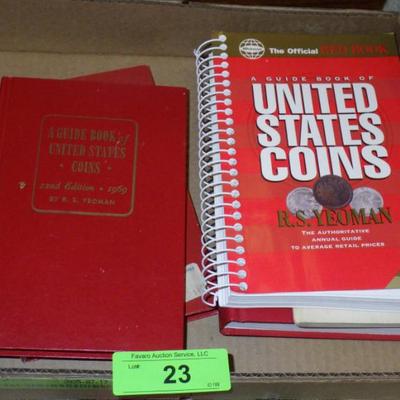 A GUIDE BOOK of
UNITED STATES
COINS
22nd Edition • 1969
BY R. S. YEOMAN
The Official RED BOOK
A GUIDE BOOK OF
UNITED
STATES
COINS
R.S. YEOMAN
THE AUTHORITATIVE
ANNUAL GUIDE
TO AVERAGE RETAIL PRICES
Favaro Auction Service, LLC
Lot#:
23